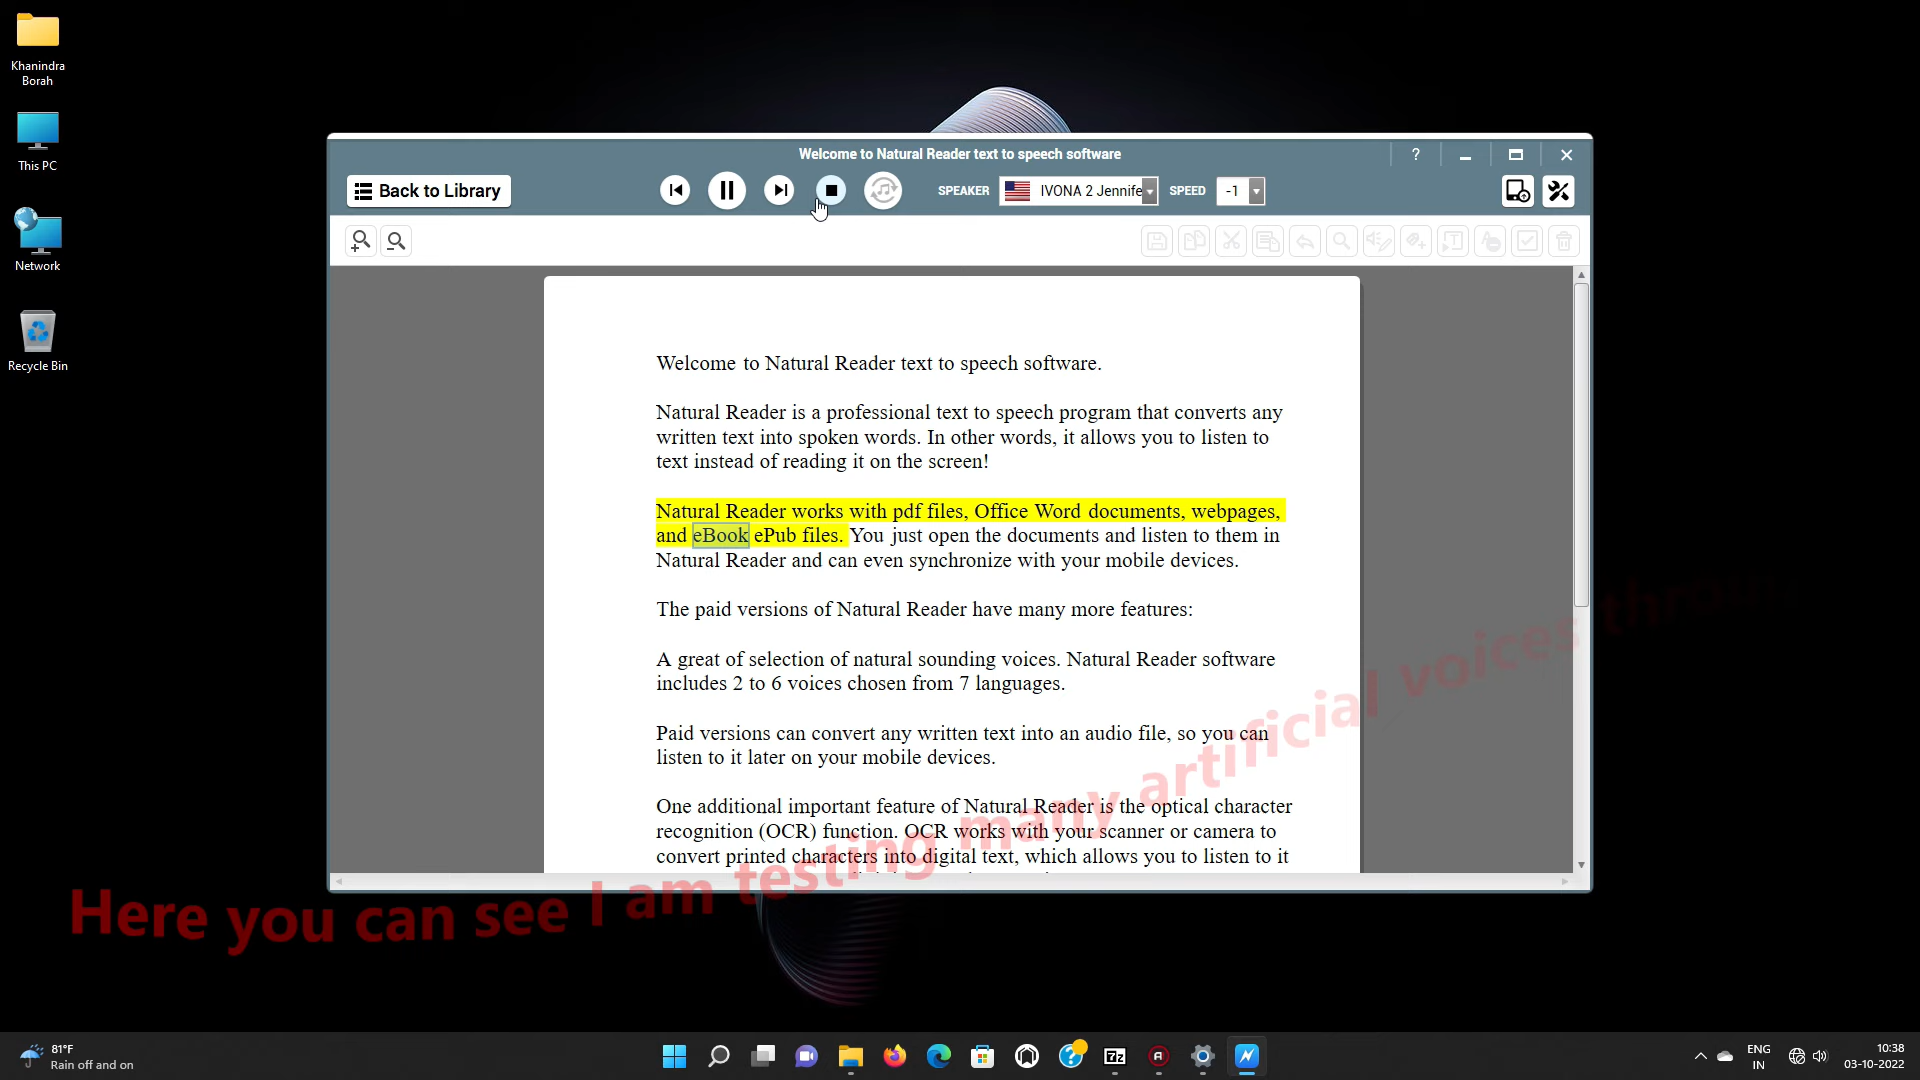 Khanindra
Borah
This PC
Network
Recycle Bin
Welcome to Natural Reader text to speech software
?
Back to Library
SPEAKER
IVONA 2 Jennife
SPEED
-1
Welcome to Natural Reader text to speech software.
Natural Reader is a professional text to speech program that converts any
written text into spoken words. In other words, it allows you to listen to
text instead of reading it on the screen!
Natural Reader works with pdf files, Office Word documents, webpages,
and eBook ePub files. You just open the documents and listen to them in
Natural Reader and can even synchronize with your mobile devices.
The paid versions of Natural Reader have many more features:
A great of selection of natural sounding voices. Natural Reader software
includes 2 to 6 voices chosen from 7 languages.
Paid versions can convert any written text into an audio file, so you can
listen to it later on your mobile devices.
One additional important feature of Natural Reader is the optical character
recognition (OCR) function. OCR works with your scanner or camera to
convert printed characters into digital text, which allows you to listen to it
Here you can see I am testing many artificial voices
81°F
Rain off and on
7z
ENG
IN
10:38
03-10-2022